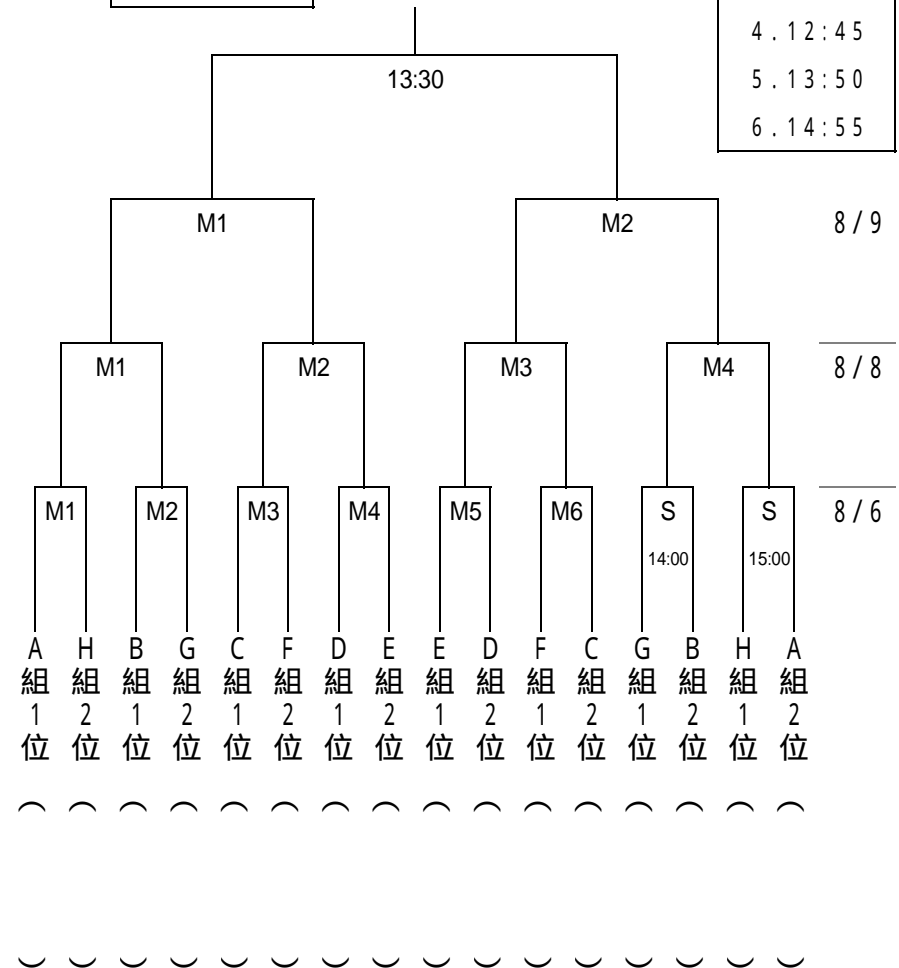 4.12:45
5.13:50
6.14:55
13:30
M1 M2 8/9
M1 M2 M3 M4 8/8
M1 M2 M3 M4 M5 M6 S S 8/6
14:00 15:00
A組1位
H組2位
B組1位
G組2位
C組1位
F組2位
D組1位
E組2位
E組1位
D組2位
F組1位
C組2位
G組1位
B組2位
H組1位
A組2位
( ( ( ( ( ( ( ( ( ( ( ( ( ( ( (
) ) ) ) ) ) ) ) ) ) ) ) ) ) ) )